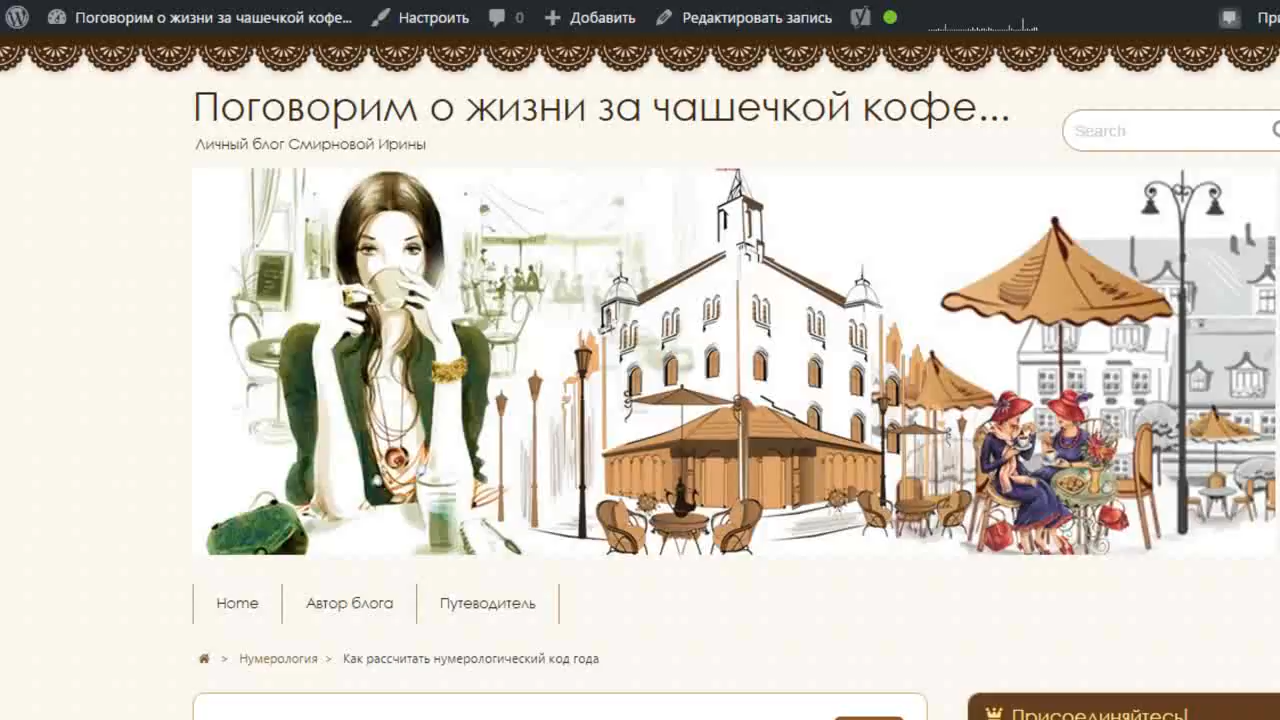 Поговорим о жизни за чашечкой кофе... Настроить 0 Добавить Редактировать запись
Поговорим о жизни за чашечкой кофе...
Личный блог Смирновой Ирины
Search
Home Автор блога Путеводитель
> Нумерология > Как рассчитать нумерологический код года
Присоединяйтесь!